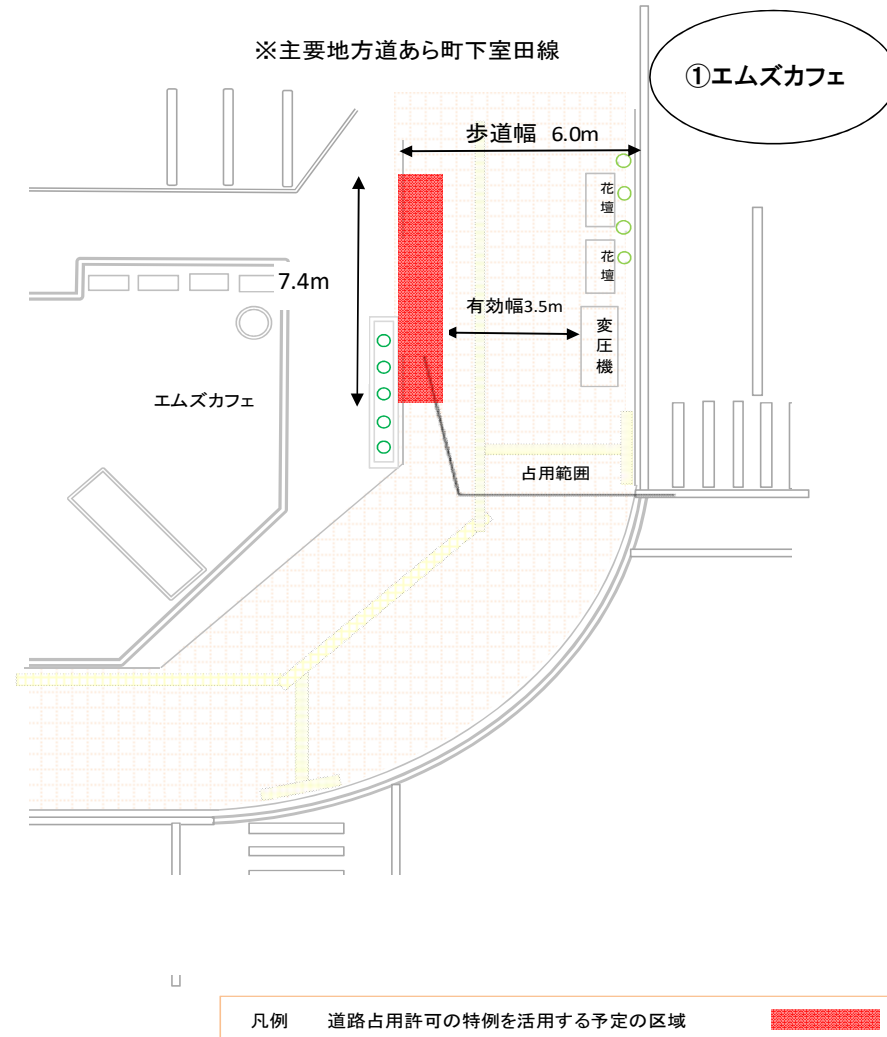 ※主要地方道あら町下室田線
①エムズカフェ
歩道幅 6.0m
花壇
花壇
7.4m
有効幅3.5m
変圧機
エムズカフェ
占用範囲
凡例 道路占用許可の特例を活用する予定の区域